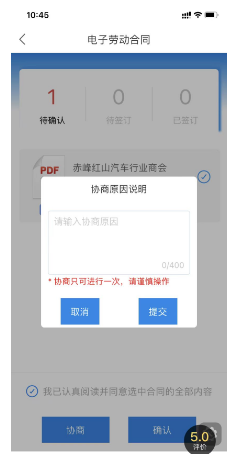 10:45
电子劳动合同
1
0
0
待确认
待签订
已签订
PDF
赤峰红山汽车行业商会
协商原因说明
请输入协商原因
0/400
* 协商只可进行一次，请谨慎操作
取消
提交
我已认真阅读并同意选中合同的全部内容
协商
确认
5.0
评价